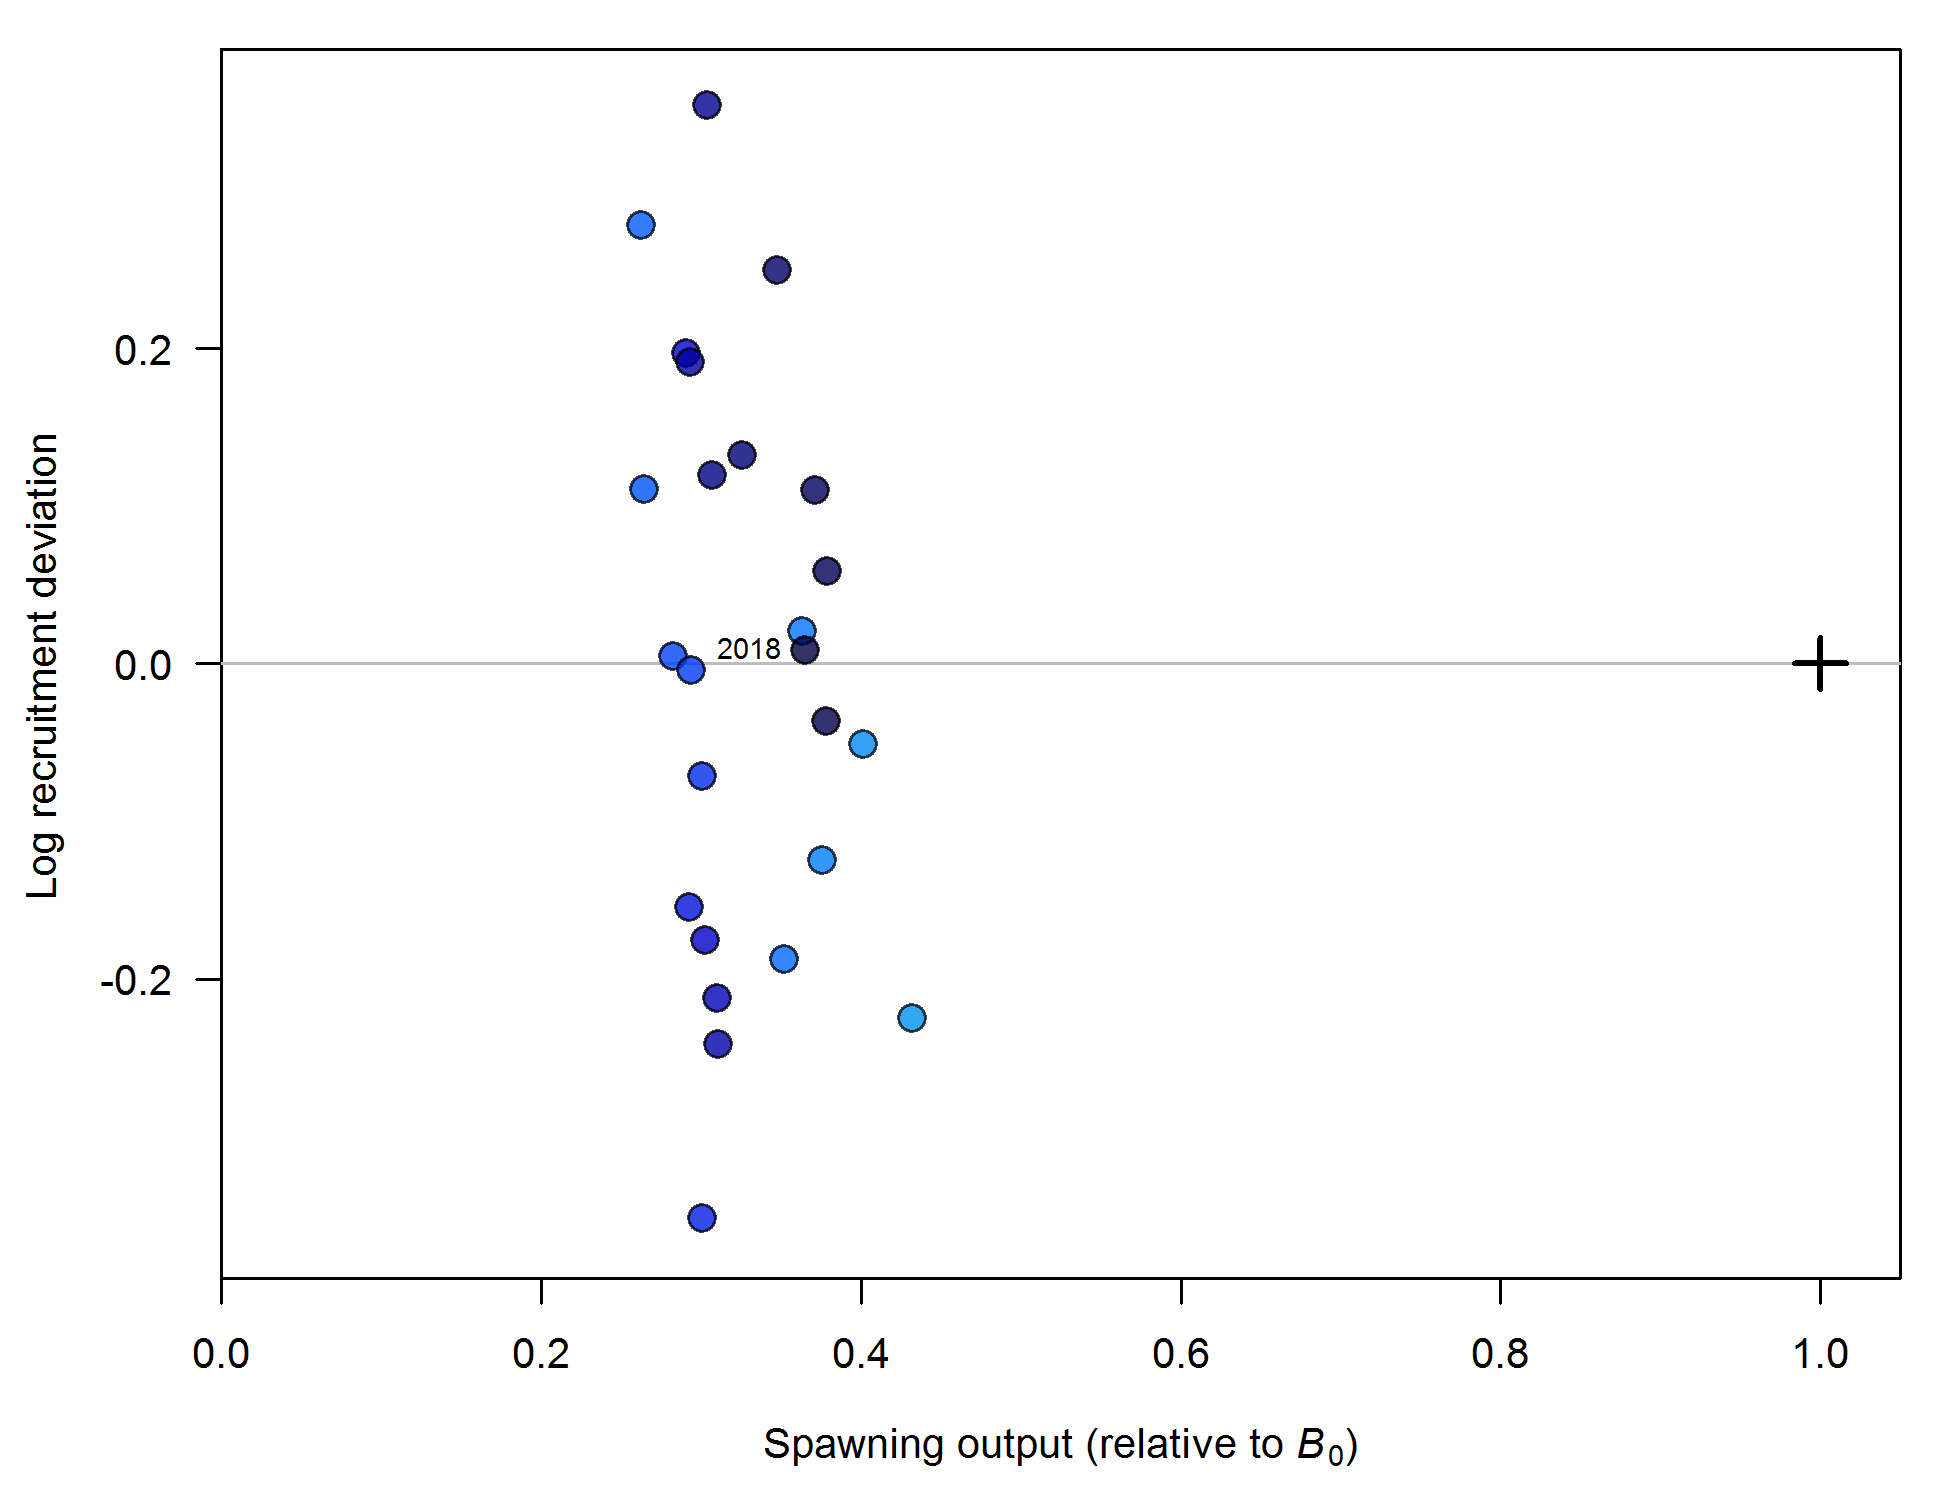 Log recruitment deviation
0.2
0.0
-0.2
2018
0.0 0.2 0.4 0.6 0.8 1.0
Spawning output (relative to B₀)